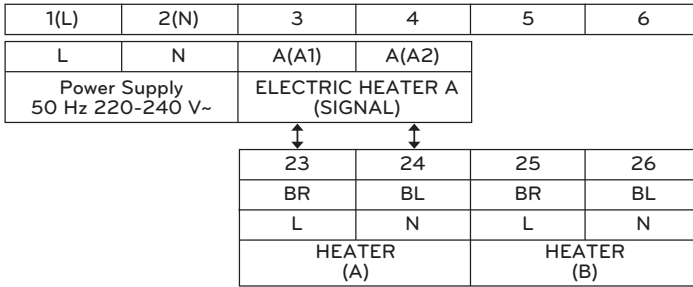 1(L) 2(N) 3 4 5 6
L N A(A1) A(A2)
Power Supply ELECTRIC HEATER A
50 Hz 220-240 V~ (SIGNAL)
23 24 25 26
BR BL BR BL
L N L N
HEATER HEATER
(A) (B)